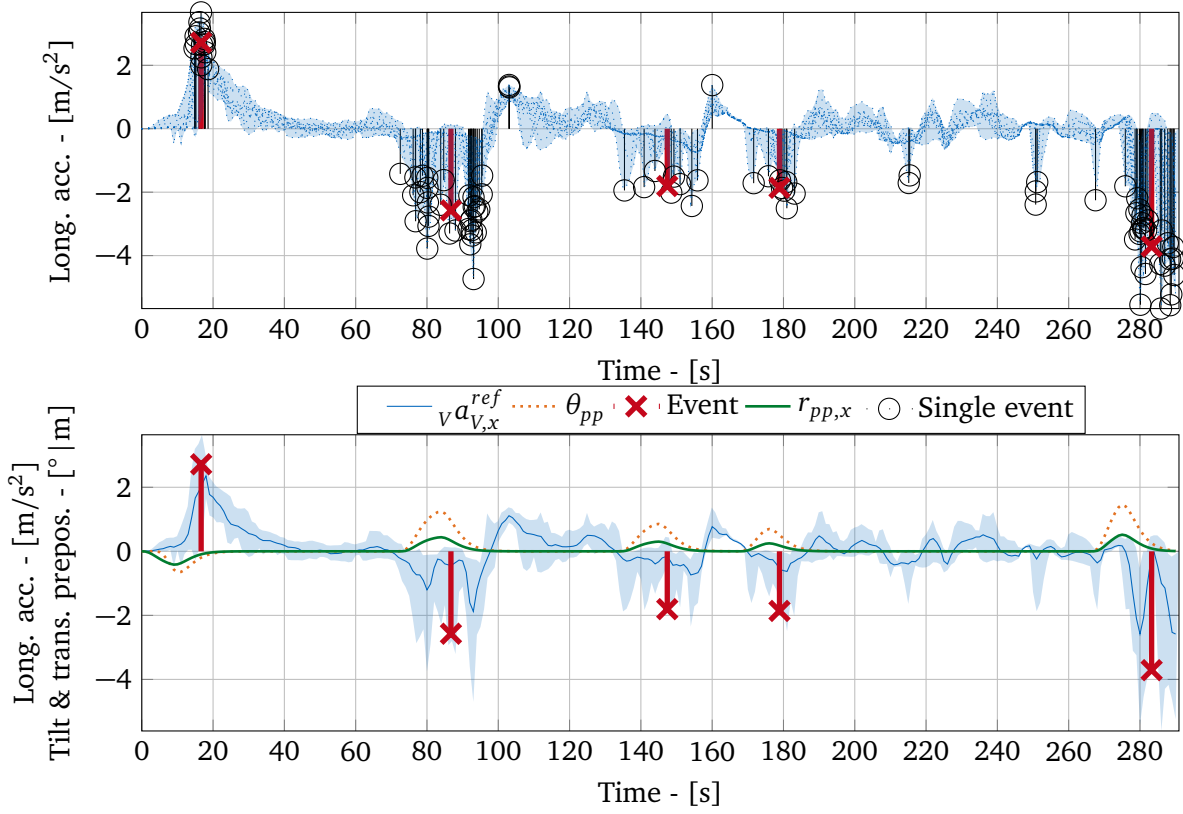 2
0
−2
−4
Long. acc. - [m/s²]
0 20 40 60 80 100 120 140 160 180 200 220 240 260 280
Time - [s]
ᵥa_{V,x}^{ref} θ_{pp} Event r_{pp,x} Single event
2
0
−2
−4
Long. acc. - [m/s²]
Tilt & trans. prepos. - [°|m]
0 20 40 60 80 100 120 140 160 180 200 220 240 260 280
Time - [s]